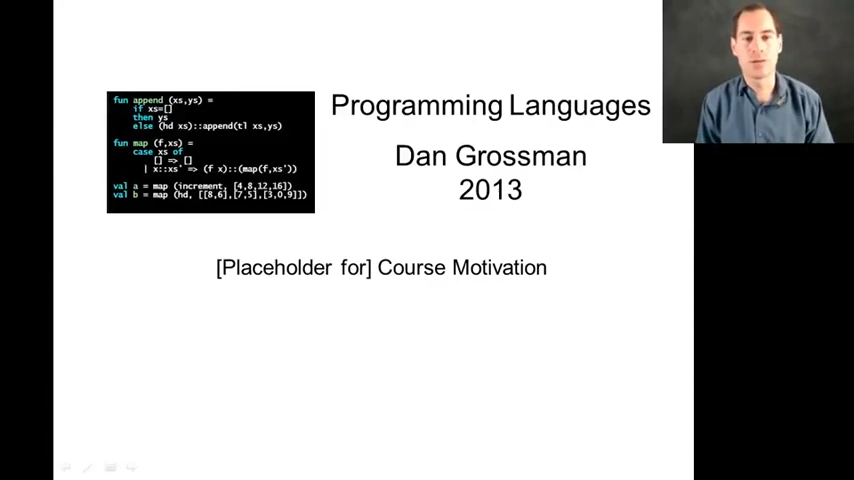 fun append (xs,ys) =
if xs=[]
then ys
else (hd xs)::append(tl xs,ys)
fun map (f,xs) =
case xs of
[] => []
| x::xs' => (f x)::(map(f,xs'))
val a = map (increment, [4,8,12,16])
val b = map (hd, [[8,6],[7,5],[3,0,9]])
Programming Languages
Dan Grossman
2013
[Placeholder for] Course Motivation